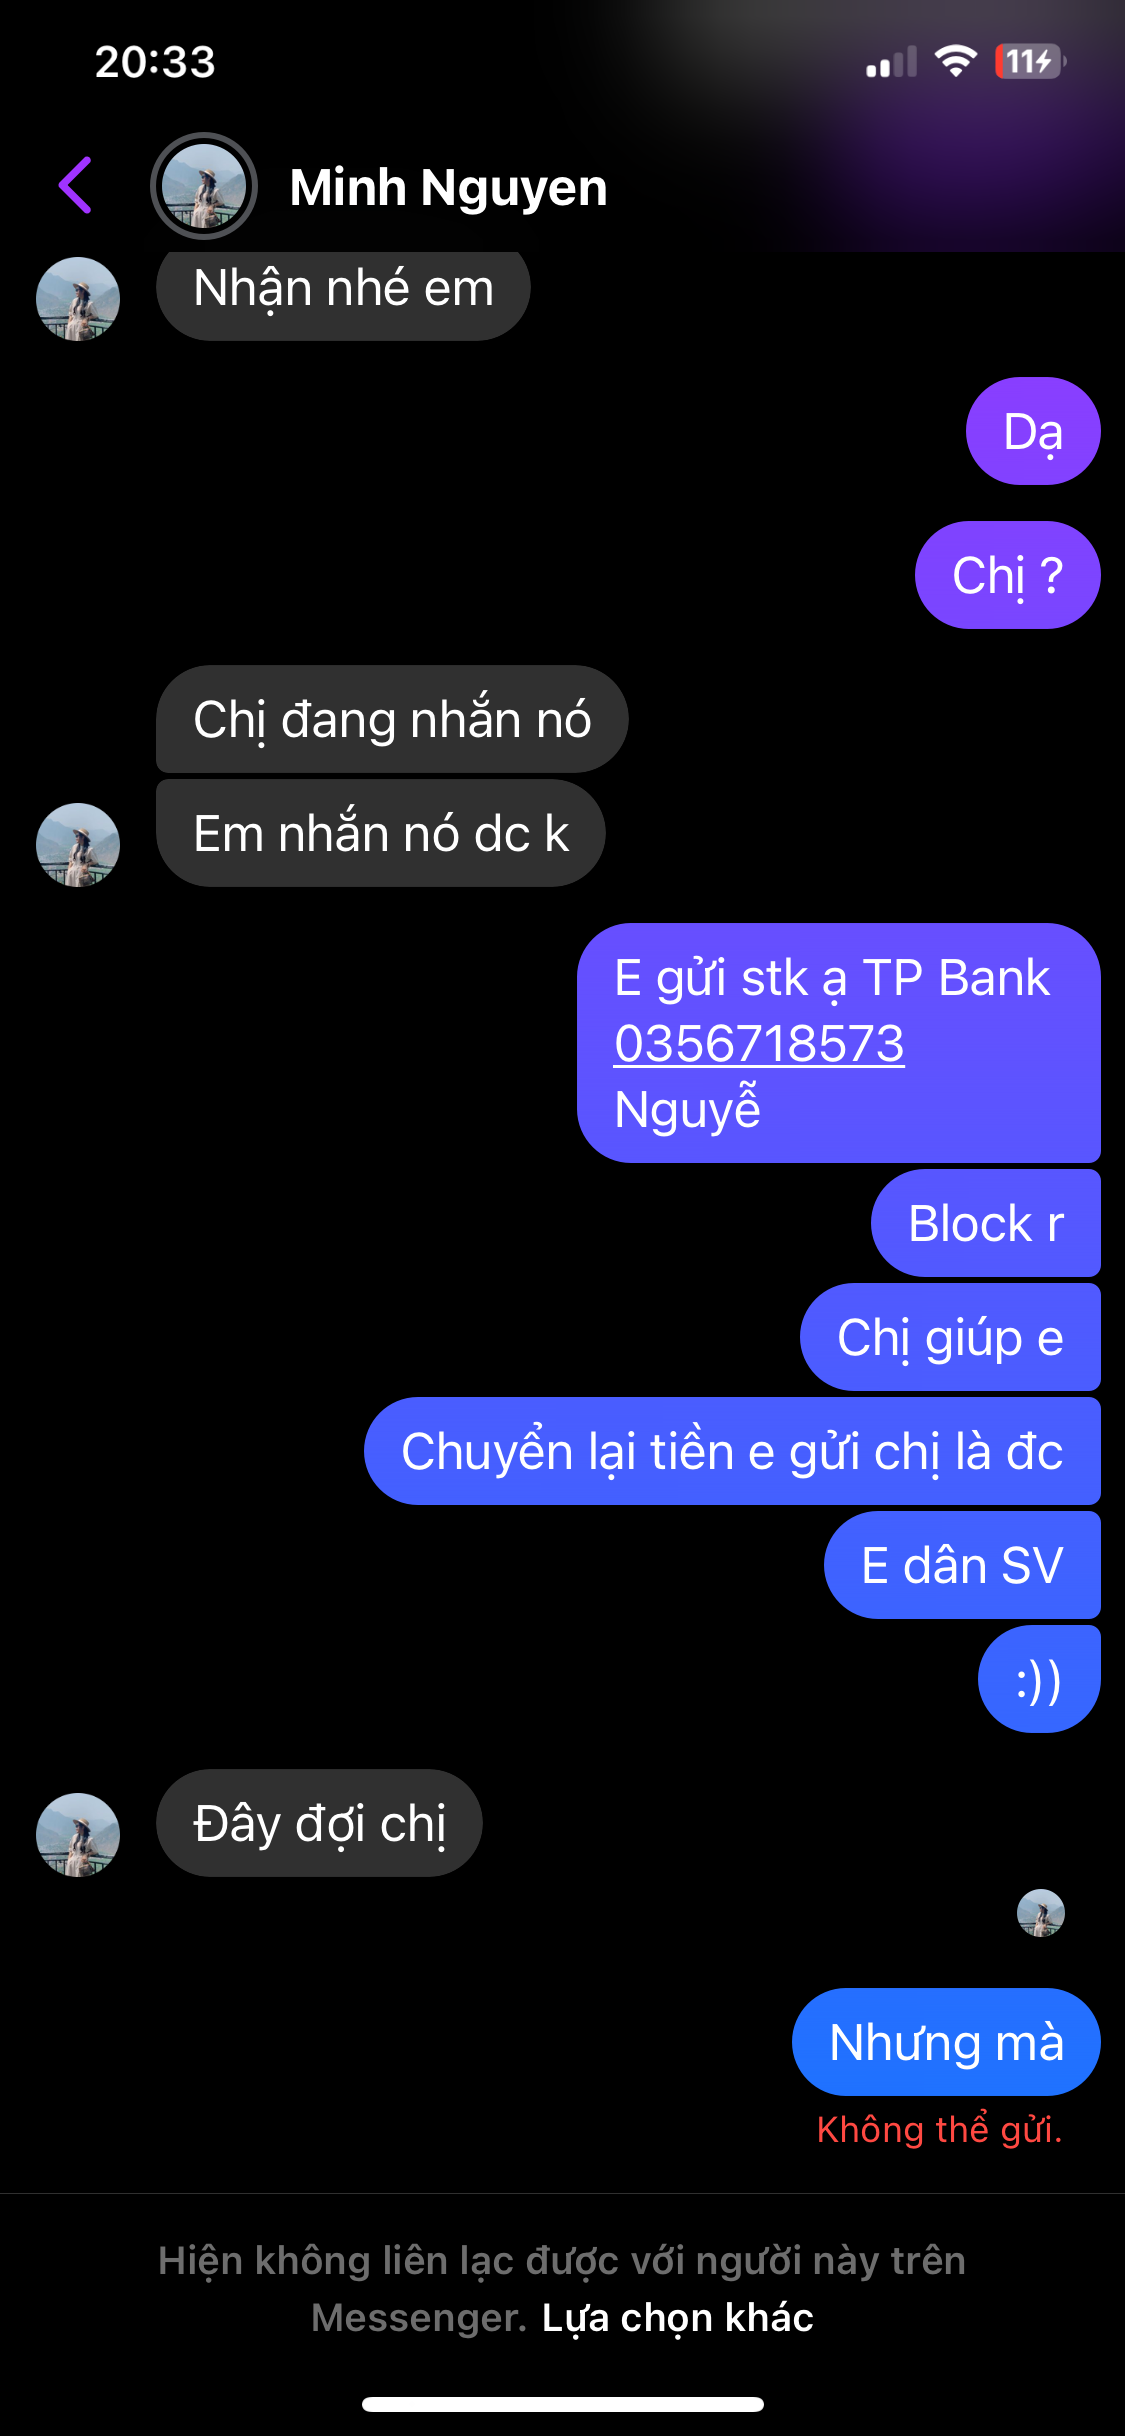 20:33
11
Minh Nguyen
Nhận nhé em
Dạ
Chị ?
Chị đang nhắn nó
Em nhắn nó dc k
E gửi stk ạ TP Bank
0356718573
Nguyễ
Block r
Chị giúp e
Chuyển lại tiền e gửi chị là đc
E dân SV
:))
Đây đợi chị
Nhưng mà
Không thể gửi.
Hiện không liên lạc được với người này trên
Messenger. Lựa chọn khác